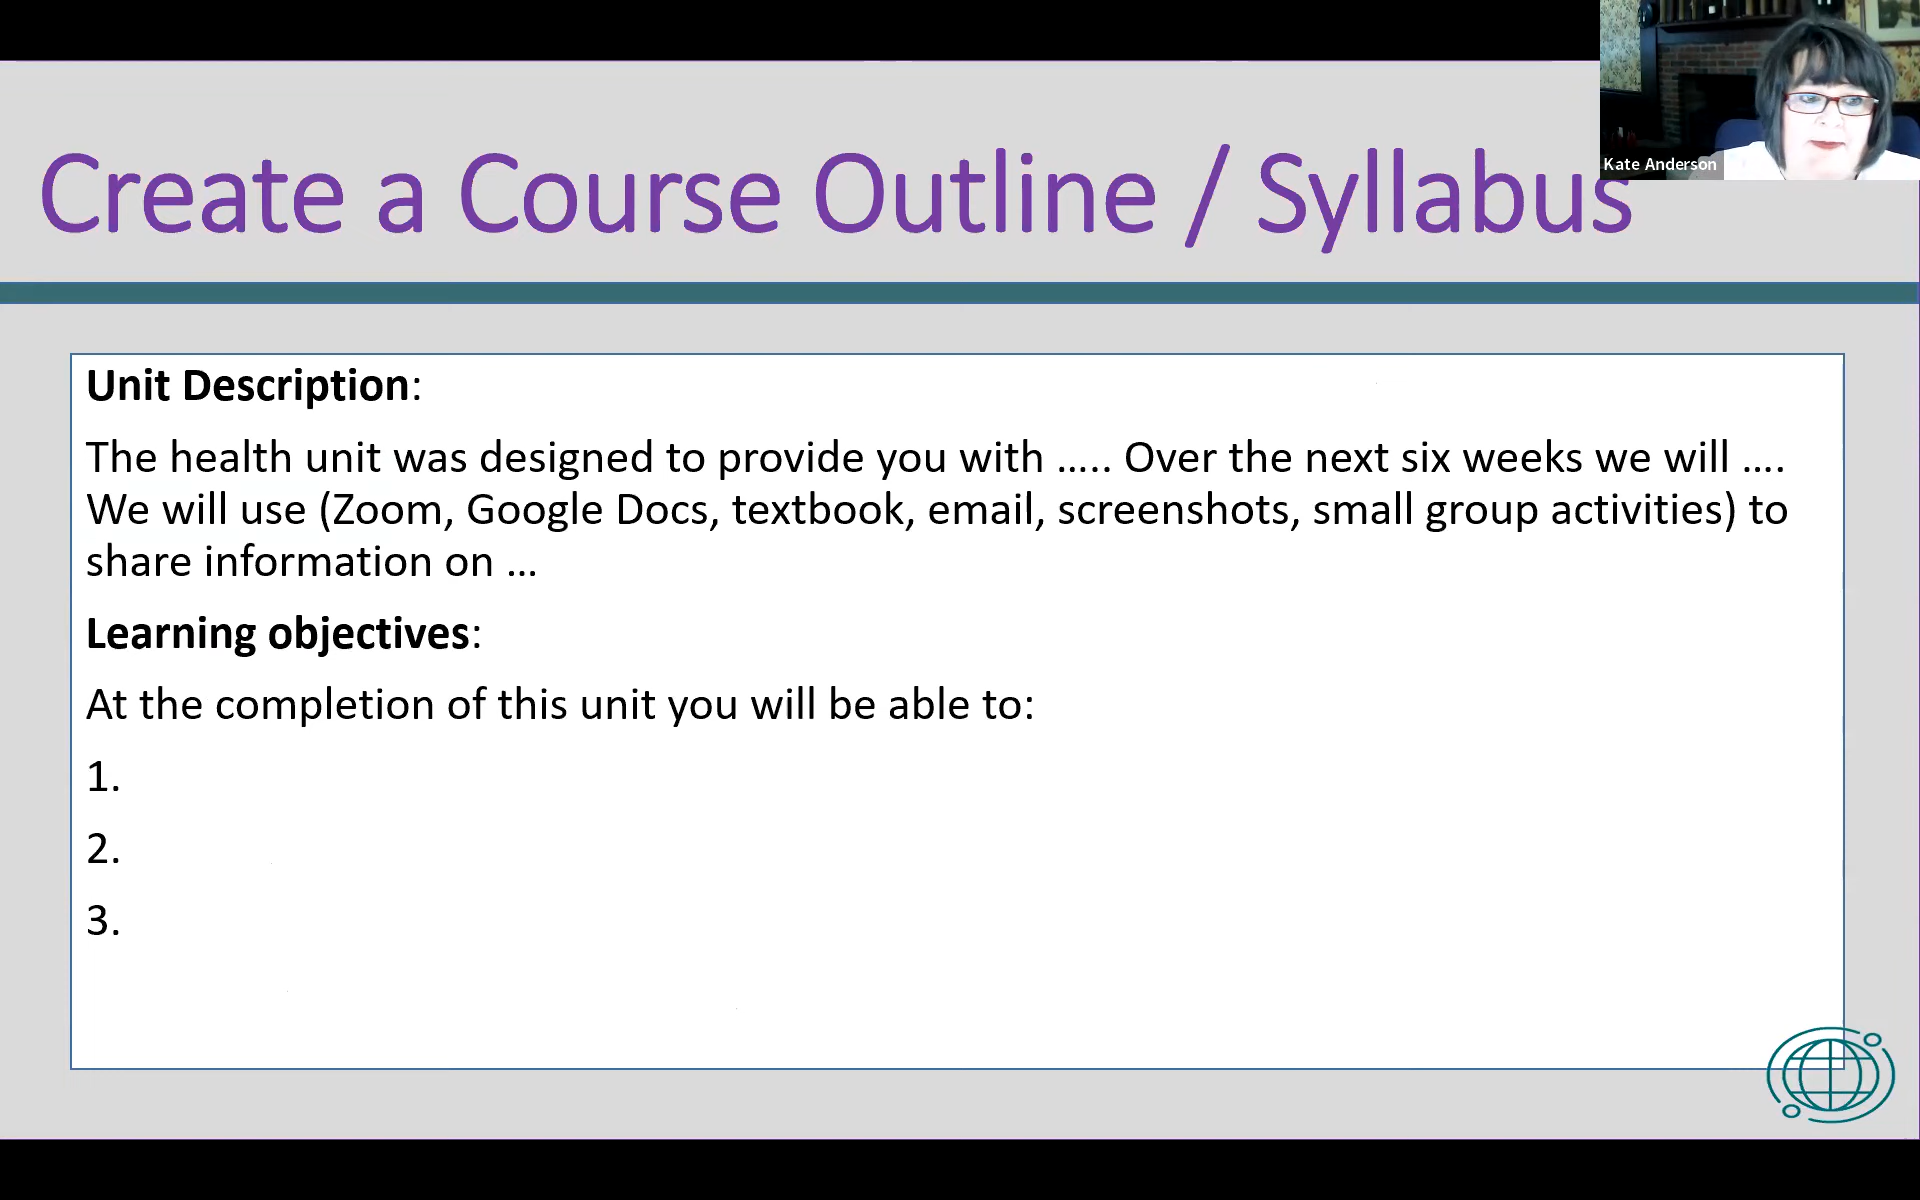 Create a Course Outline / Syllabus
Kate Anderson
Unit Description:
The health unit was designed to provide you with ..... Over the next six weeks we will ....
We will use (Zoom, Google Docs, textbook, email, screenshots, small group activities) to
share information on ...
Learning objectives:
At the completion of this unit you will be able to:
1.
2.
3.